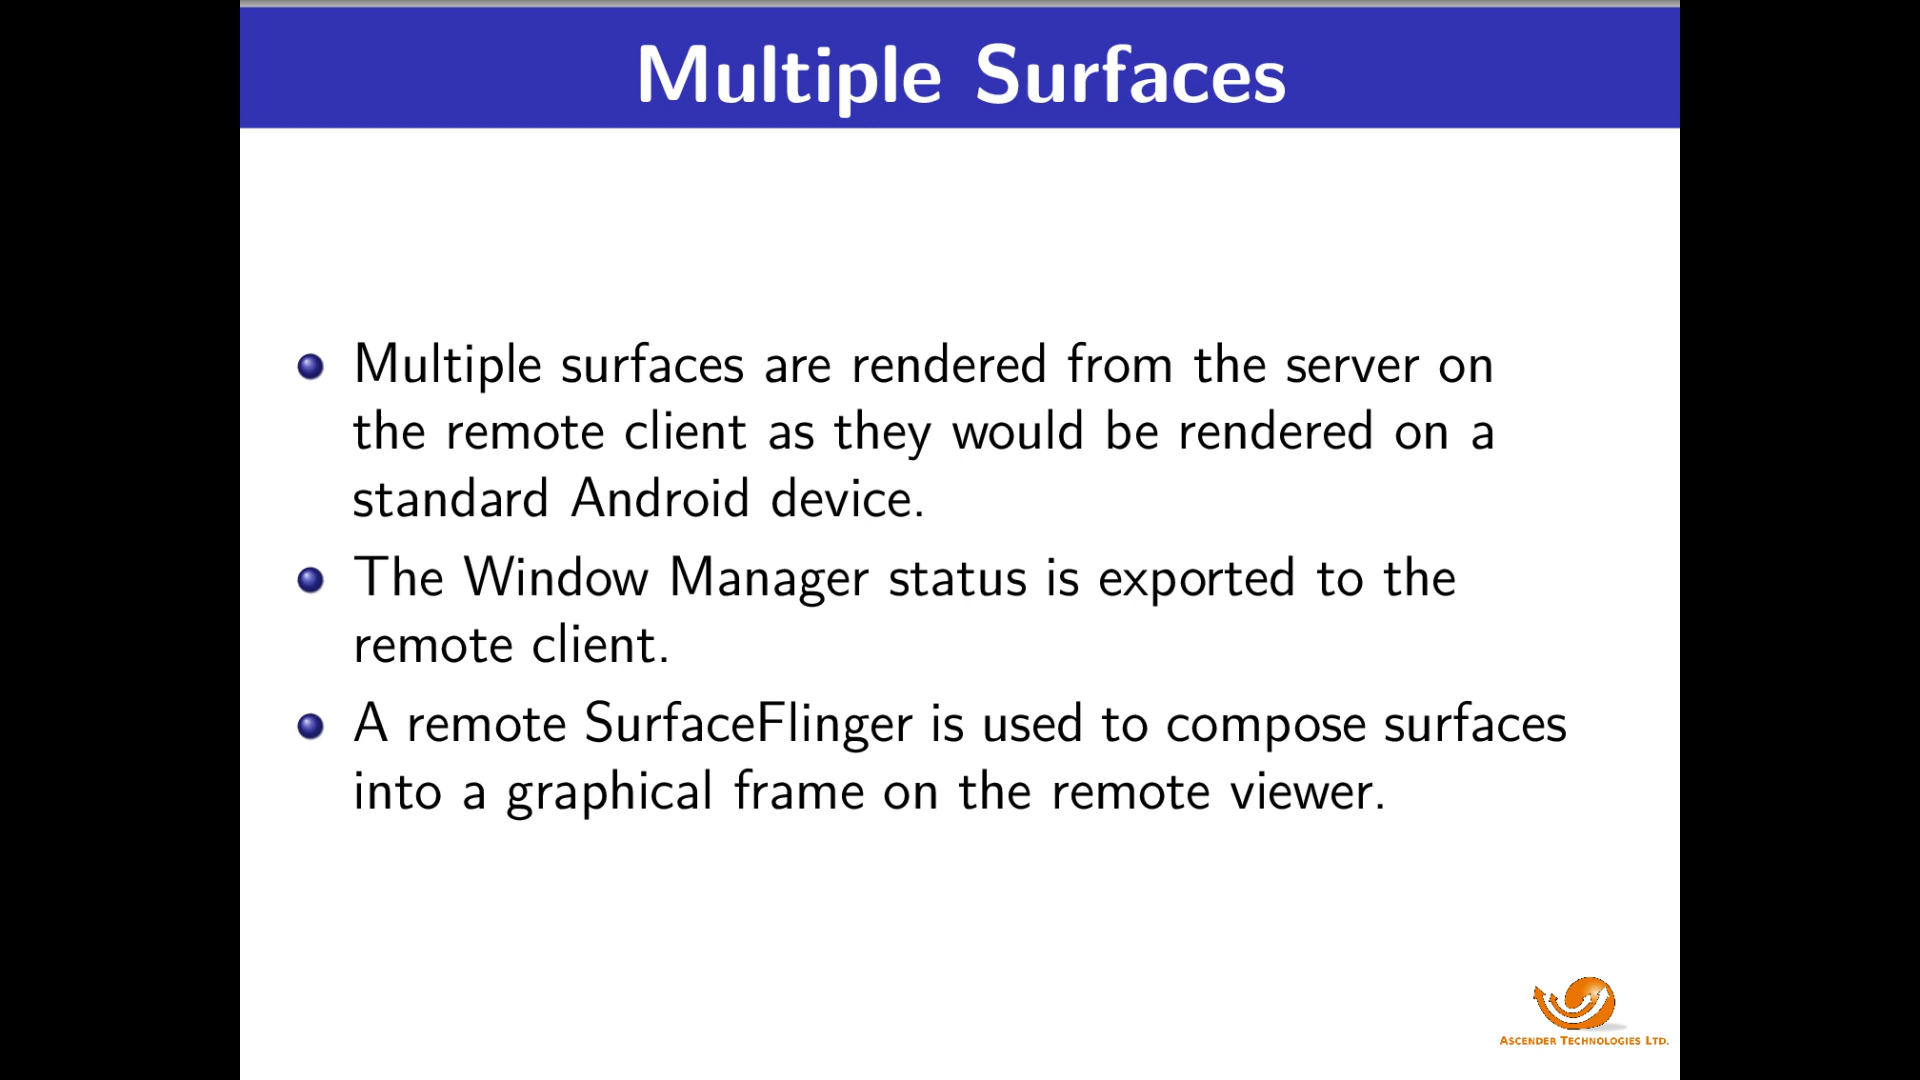 Multiple Surfaces
Multiple surfaces are rendered from the server on
the remote client as they would be rendered on a
standard Android device.
The Window Manager status is exported to the
remote client.
A remote SurfaceFlinger is used to compose surfaces
into a graphical frame on the remote viewer.
ASCENDER TECHNOLOGIES LTD.